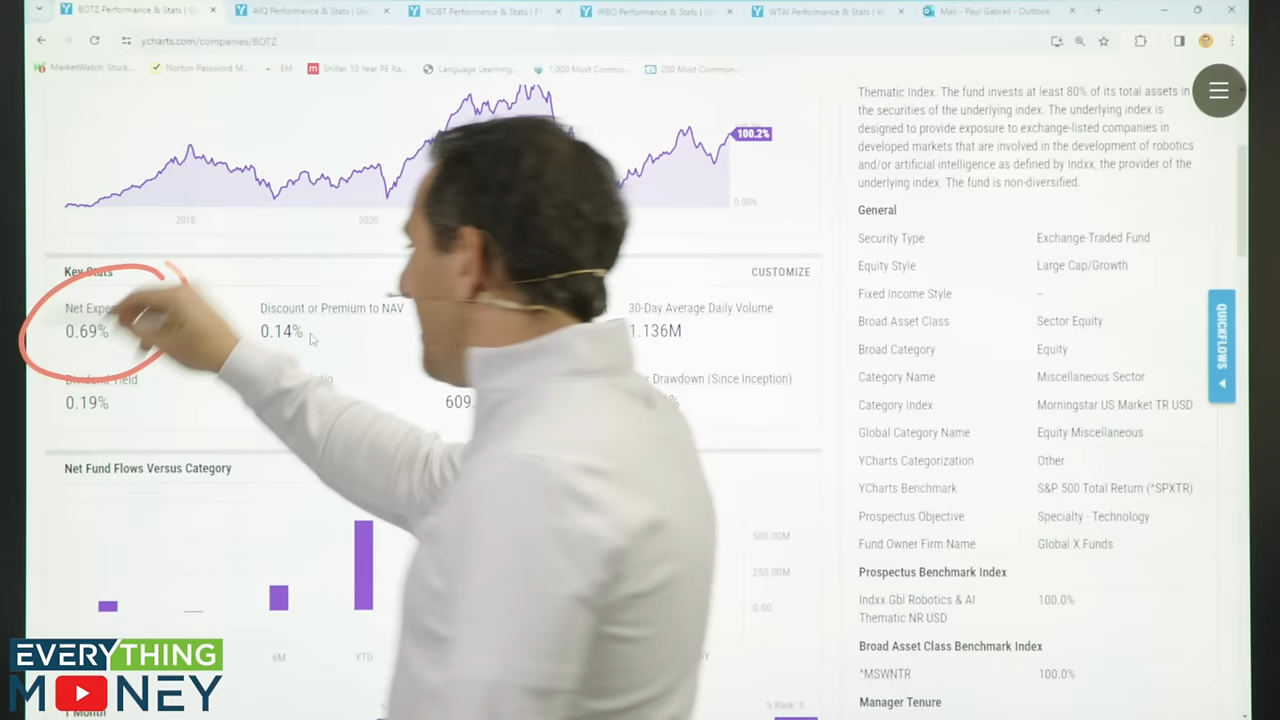 BOTZ Performance & Stats | G
AIQ Performance & Stats | Glo
ROBT Performance & Stats | Fi
IRBO Performance & Stats | 
WTAI Performance & Stats | W
Mail - Paul Gabrail - Outlook
ycharts.com/companies/BOTZ
MarketWatch: Stock...
Norton Password M...
EM
Shiller 10 Year PE Ra...
Language Learning...
1,000 Most Commo...
200 Most Common...
100.2%
0.00%
2018
2020
Key Stats
CUSTOMIZE
Net Expe
Discount or Premium to NAV
30-Day Average Daily Volume
0.69%
0.14%
1.136M
Dividend Yield
atio
Drawdown (Since Inception)
0.19%
609.
%
Net Fund Flows Versus Category
500.00M
250.00M
0.00
6M
YTD
1 Month
% Rank: 3
Thematic Index. The fund invests at least 80% of its total assets in
the securities of the underlying index. The underlying index is
designed to provide exposure to exchange-listed companies in
developed markets that are involved in the development of robotics
and/or artificial intelligence as defined by Indxx, the provider of the
underlying index. The fund is non-diversified.
General
Security Type Exchange-Traded Fund
Equity Style Large Cap/Growth
Fixed Income Style --
Broad Asset Class Sector Equity
Broad Category Equity
Category Name Miscellaneous Sector
Category Index Morningstar US Market TR USD
Global Category Name Equity Miscellaneous
YCharts Categorization Other
YCharts Benchmark S&P 500 Total Return (^SPXTR)
Prospectus Objective Specialty - Technology
Fund Owner Firm Name Global X Funds
Prospectus Benchmark Index
Indxx Gbl Robotics & AI 100.0%
Thematic NR USD
Broad Asset Class Benchmark Index
^MSWNTR 100.0%
Manager Tenure
QUICKFLOWS
EVERYTHING
MONEY